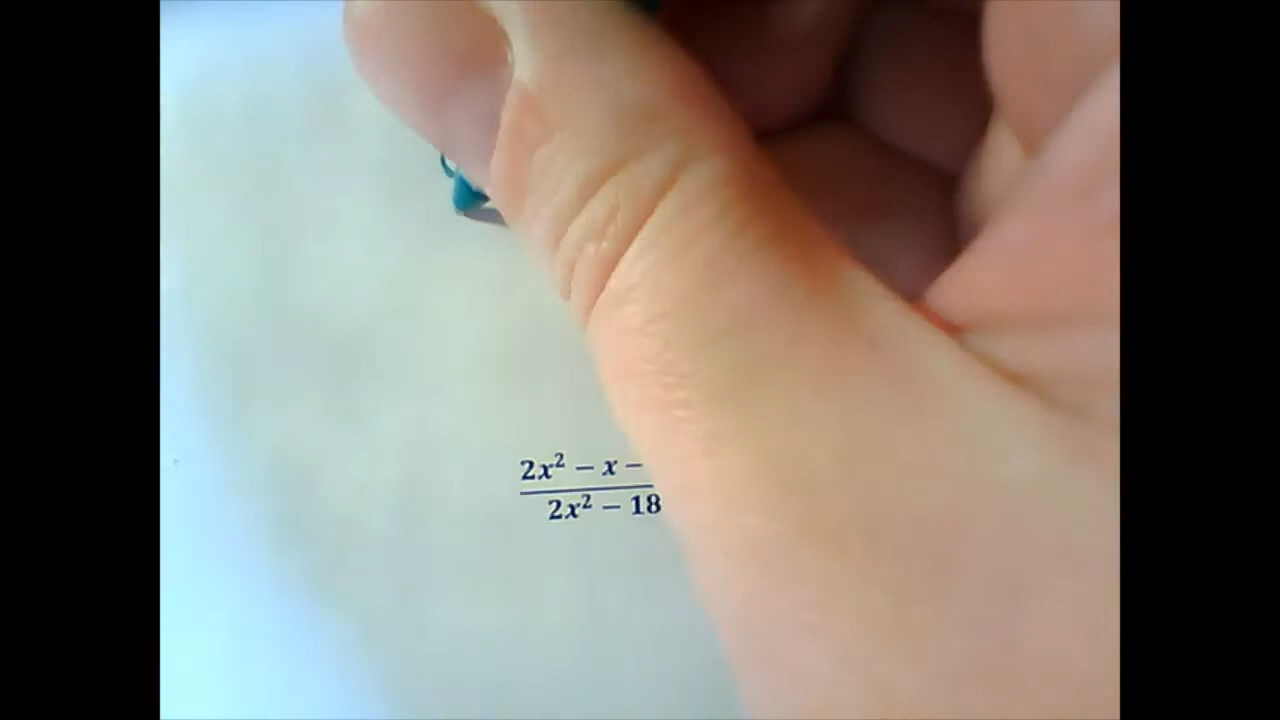 2x² − x −
2x² − 18